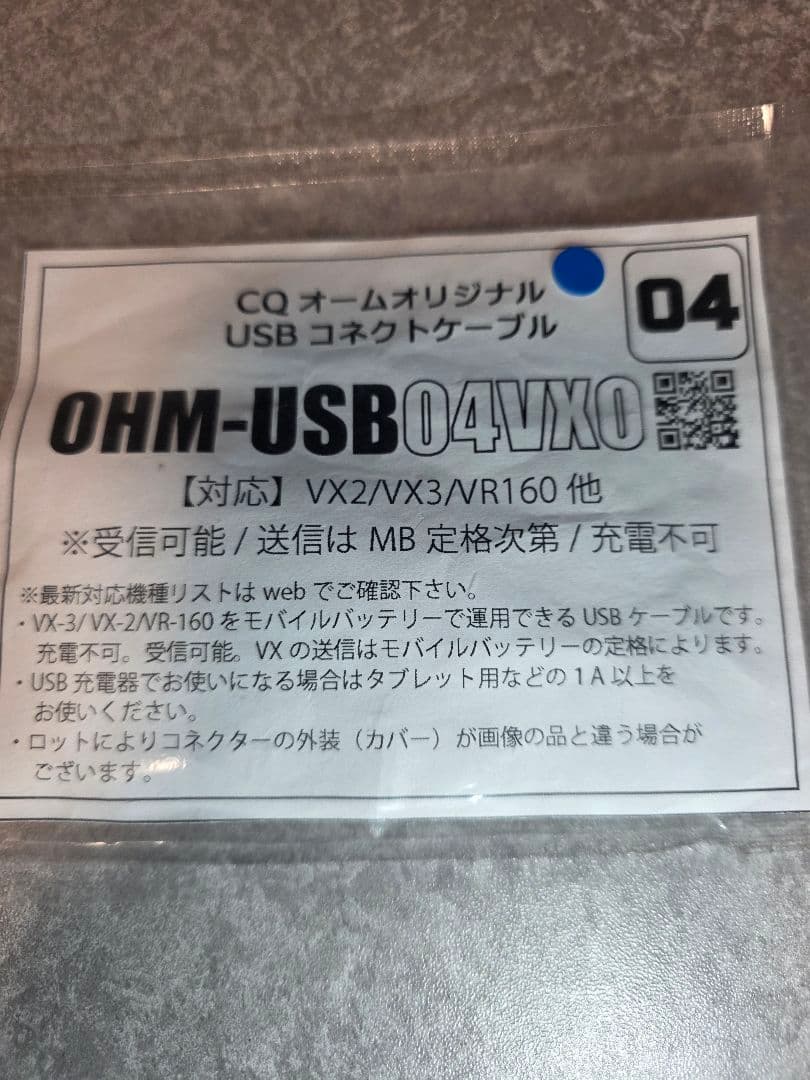 CQ オームオリジナル
USB コネクトケーブル
04
OHM-USB04VX0
【対応】VX2/VX3/VR160 他
※受信可能 / 送信は MB 定格次第 / 充電不可
※最新対応機種リストは web でご確認下さい。
・VX-3/ VX-2/VR-160 をモバイルバッテリーで運用できる USB ケーブルです。
充電不可。受信可能。VX の送信はモバイルバッテリーの定格によります。
・USB 充電器でお使いになる場合はタブレット用などの 1 A 以上を
お使いください。
・ロットによりコネクターの外装（カバー）が画像の品と違う場合が
ございます。